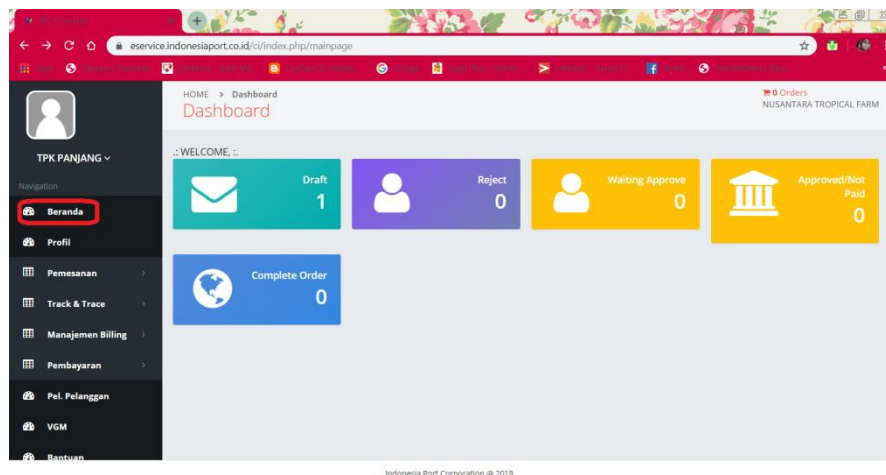 eservice.indonesiaport.co.id/ci/index.php/mainpage
HOME > Dashboard
Dashboard
0 Orders
NUSANTARA TROPICAL FARM
TPK PANJANG
.: WELCOME, :.
Navigation
Beranda
Profil
Pemesanan
Track & Trace
Manajemen Billing
Pembayaran
Pel. Pelanggan
VGM
Bantuan
Draft
1
Reject
0
Waiting Approve
0
Approved/Not
Paid
0
Complete Order
0
Indonesia Port Corporation @ 2019